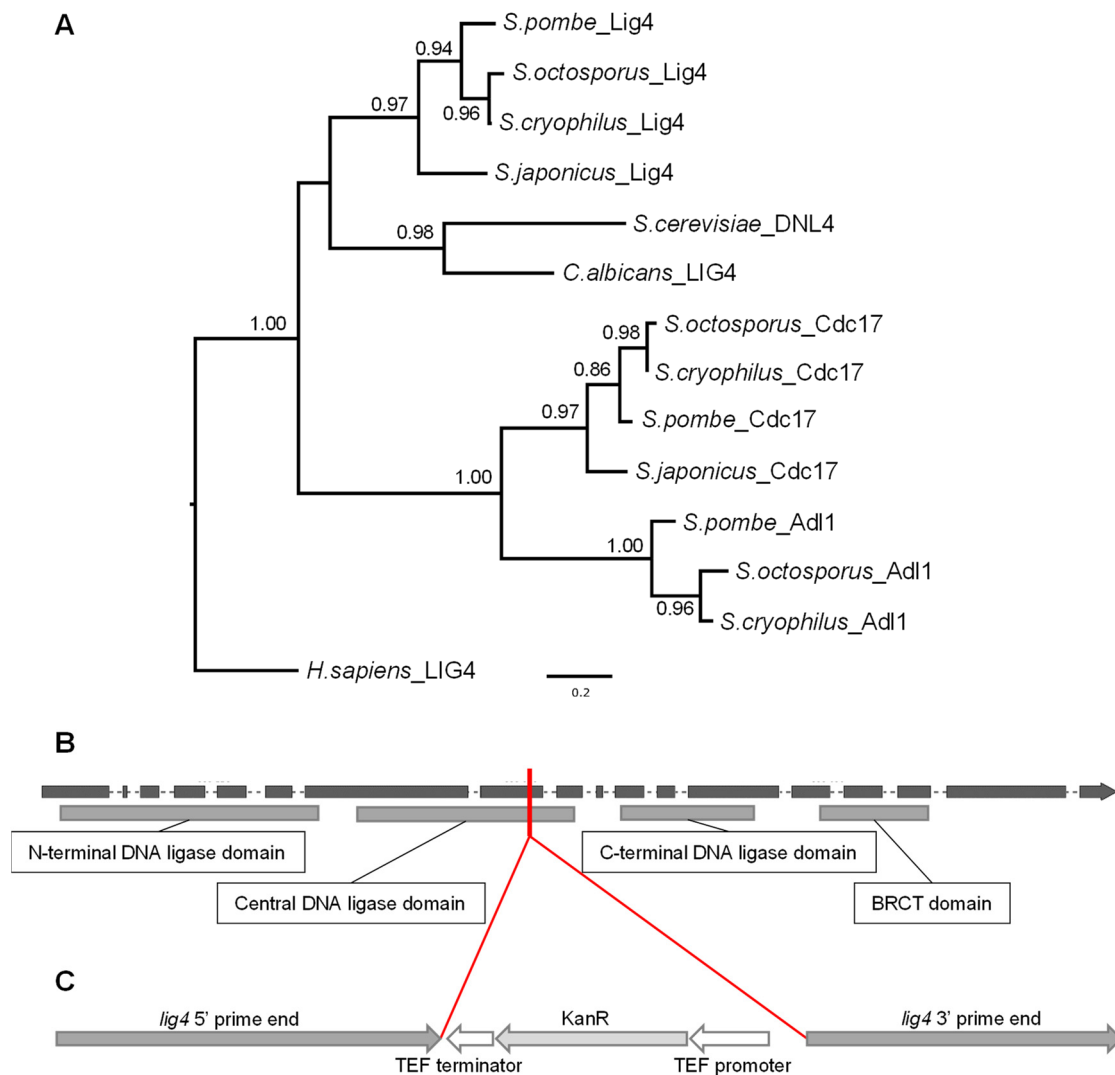 A
S.pombe_Lig4
0.94
S.octosporus_Lig4
0.97
0.96
S.cryophilus_Lig4
S.japonicus_Lig4
S.cerevisiae_DNL4
0.98
C.albicans_LIG4
S.octosporus_Cdc17
0.98
1.00
S.cryophilus_Cdc17
0.86
S.pombe_Cdc17
0.97
S.japonicus_Cdc17
1.00
S.pombe_Adl1
1.00
S.octosporus_Adl1
0.96
S.cryophilus_Adl1
H.sapiens_LIG4
0.2
B
N-terminal DNA ligase domain
C-terminal DNA ligase domain
Central DNA ligase domain
BRCT domain
C
lig4 5' prime end
KanR
lig4 3' prime end
TEF terminator
TEF promoter